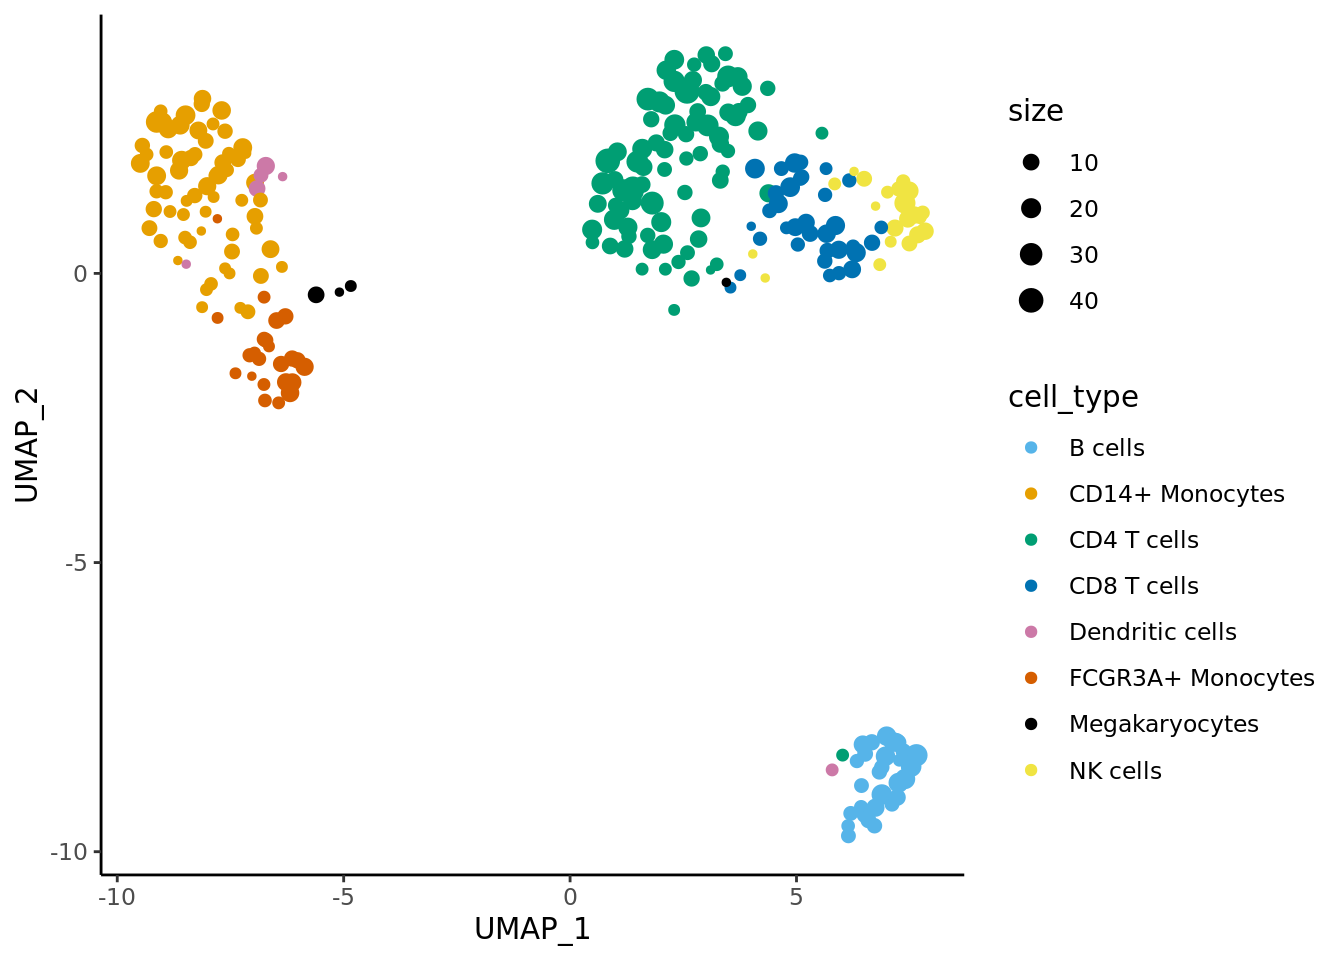 size
10
20
30
40
cell_type
B cells
CD14+ Monocytes
CD4 T cells
CD8 T cells
Dendritic cells
FCGR3A+ Monocytes
Megakaryocytes
NK cells
UMAP_2
0
-5
-10
-10 -5 0 5
UMAP_1